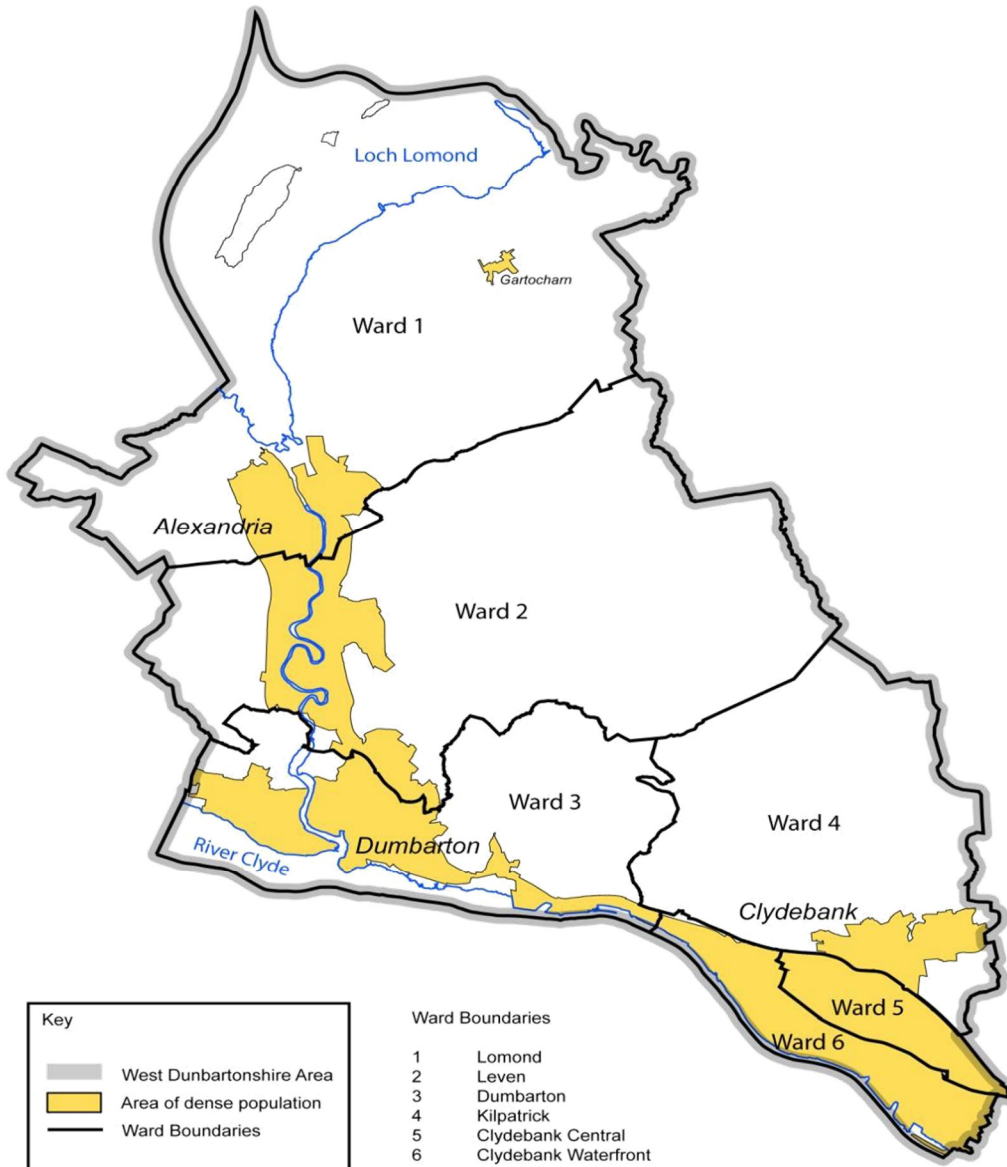 Loch Lomond
Gartocharn
Ward 1
Alexandria
Ward 2
Ward 3
Ward 4
Dumbarton
River Clyde
Clydebank
Ward 5
Ward 6
Key
West Dunbartonshire Area
Area of dense population
Ward Boundaries
Ward Boundaries
1 Lomond
2 Leven
3 Dumbarton
4 Kilpatrick
5 Clydebank Central
6 Clydebank Waterfront